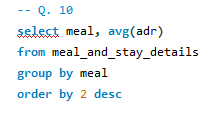 -- Q. 10
select meal, avg(adr)
from meal_and_stay_details
group by meal
order by 2 desc